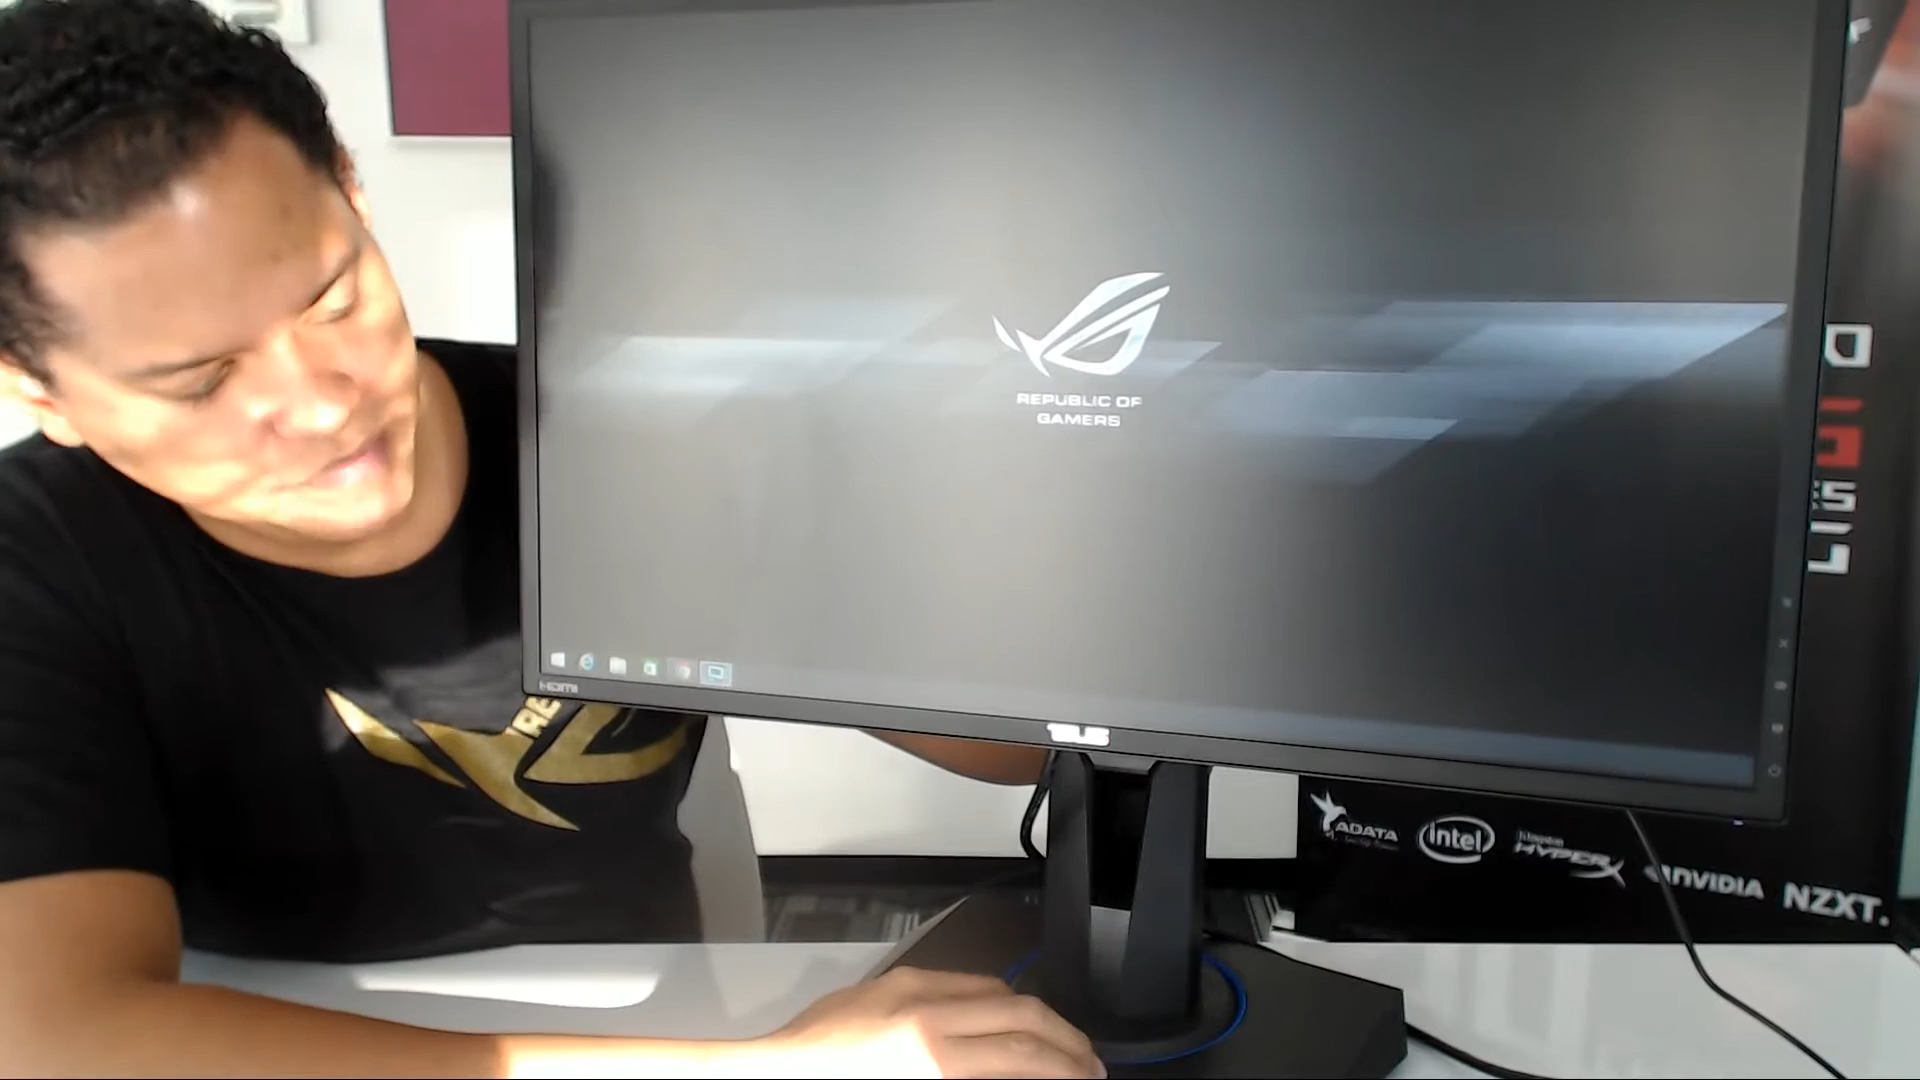 REPUBLIC OF
GAMERS
HDMI
ASUS
ADATA
intel
HYPERX
NVIDIA
NZXT.